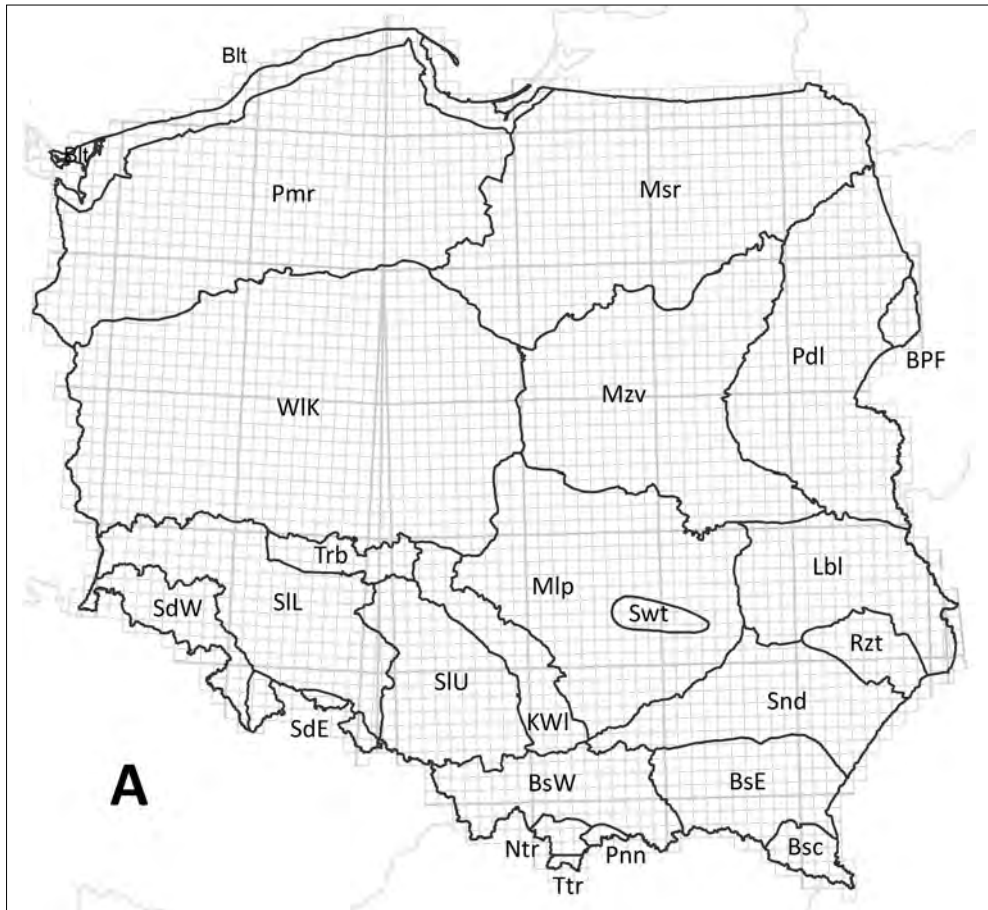 Blt
Blt
Pmr
Msr
Pdl
BPF
WlK
Mzv
Trb
Mlp
Lbl
SdW
SlL
Swt
Rzt
SlU
Snd
SdE
KWl
A
BsW
BsE
Ntr
Pnn
Bsc
Ttr